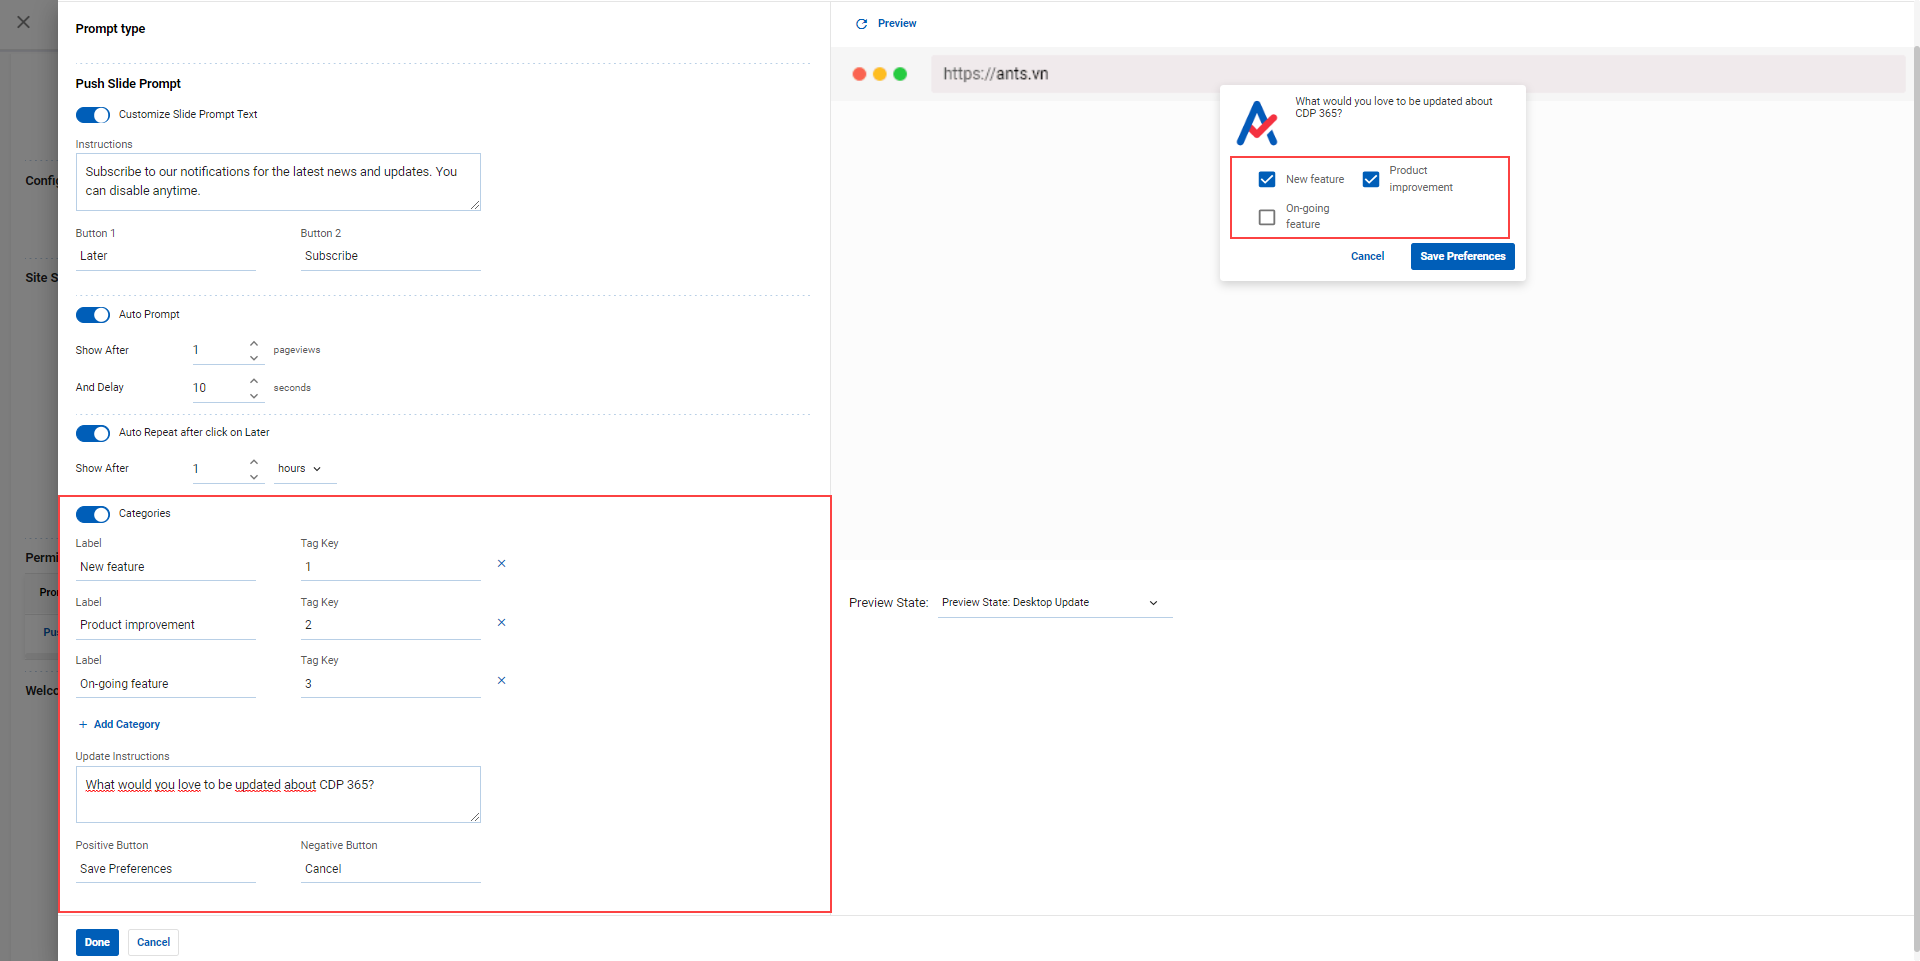 Prompt type
Push Slide Prompt
Customize Slide Prompt Text
Instructions
Subscribe to our notifications for the latest news and updates. You
can disable anytime.
Button 1
Button 2
Later
Subscribe
Auto Prompt
Show After
1
pageviews
And Delay
10
seconds
Auto Repeat after click on Later
Show After
1
hours
Categories
Label
Tag Key
New feature
1
Label
Tag Key
Product improvement
2
Label
Tag Key
On-going feature
3
+ Add Category
Update Instructions
What would you love to be updated about CDP 365?
Positive Button
Negative Button
Save Preferences
Cancel
Done
Cancel
Preview
https://ants.vn
What would you love to be updated about
CDP 365?
New feature
Product
improvement
On-going
feature
Cancel
Save Preferences
Preview State:
Preview State: Desktop Update
Site S